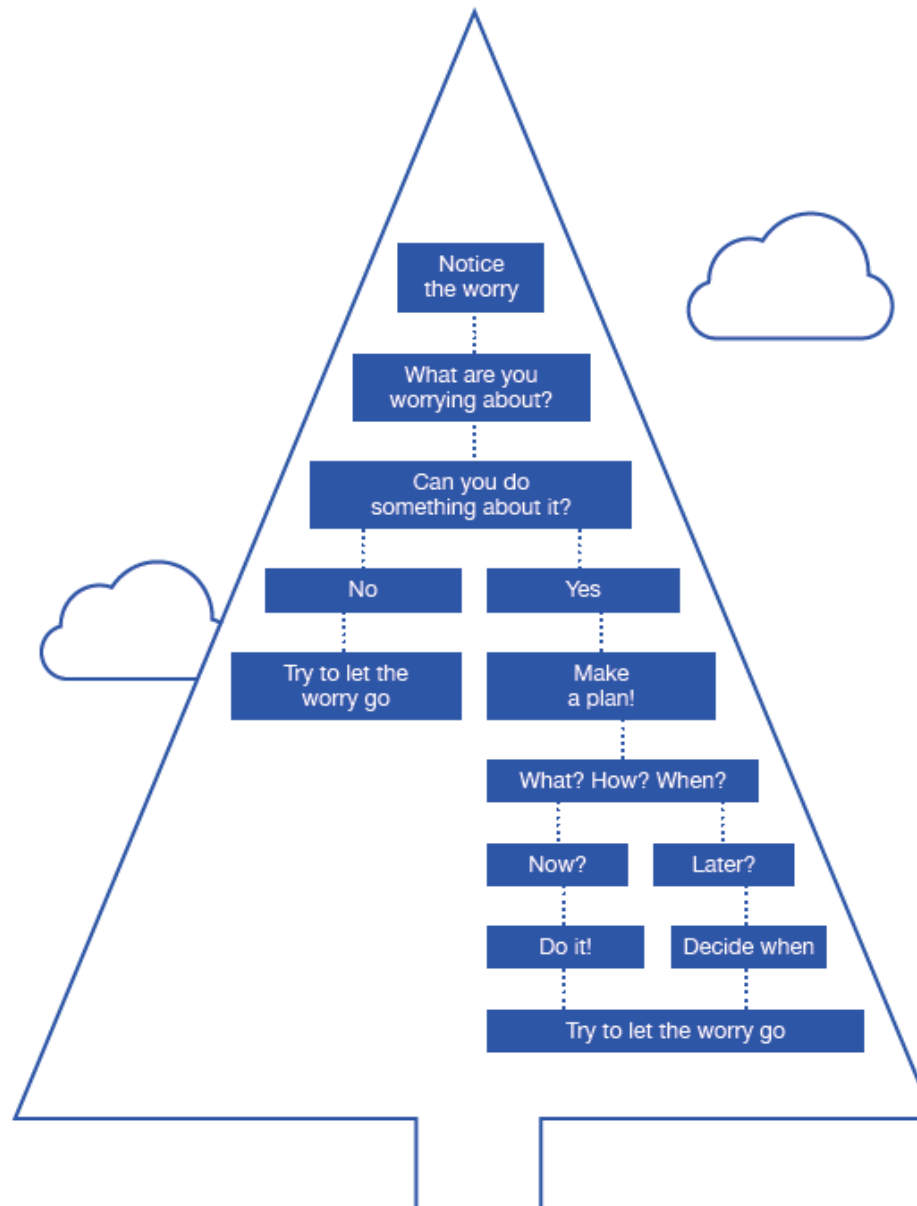 Notice
the worry
What are you
worrying about?
Can you do
something about it?
No
Yes
Try to let the
worry go
Make
a plan!
What? How? When?
Now?
Later?
Do it!
Decide when
Try to let the worry go